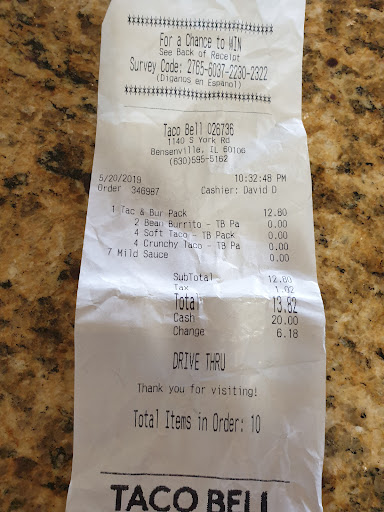 For a Chance to WIN
See Back of Receipt
Survey Code: 2765-6037-2230-2322
(Díganos en Español)
Taco Bell 026736
1140 S York Rd
Bensenville, IL 60106
(630)595-5162
5/20/2019 10:32:48 PM
Order 346987 Cashier: David D
1 Tac & Bur Pack 12.80
2 Bean Burrito - TB Pa 0.00
4 Soft Taco - TB Pack 0.00
4 Crunchy Taco - TB Pa 0.00
7 Mild Sauce 0.00
SubTotal 12.80
Tax 1.02
Total 13.82
Cash 20.00
Change 6.18
DRIVE THRU
Thank you for visiting!
Total Items in Order: 10
TACO BELL